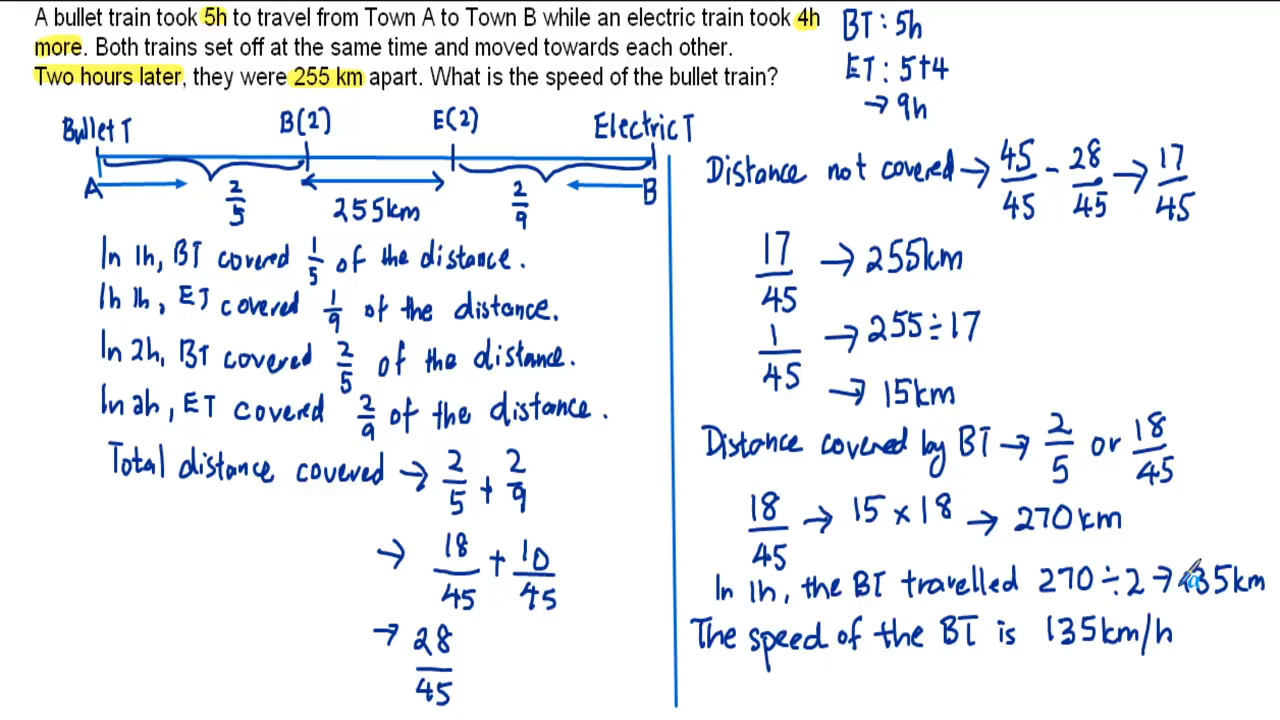 A bullet train took 5h to travel from Town A to Town B while an electric train took 4h
more. Both trains set off at the same time and moved towards each other.
Two hours later, they were 255 km apart. What is the speed of the bullet train?
BT : 5h
ET : 5+4
→ 9h
Bullet T B(2) E(2) Electric T
A 2/5 255km 2/9 B
In 1h, BT covered 1/5 of the distance.
In 1h, ET covered 1/9 of the distance.
In 2h, BT covered 2/5 of the distance.
In 2h, ET covered 2/9 of the distance.
Total distance covered → 2/5 + 2/9
→ 18/45 + 10/45
→ 28/45
Distance not covered → 45/45 - 28/45 → 17/45
17/45 → 255km
1/45 → 255 ÷ 17
→ 15km
Distance covered by BT → 2/5 or 18/45
18/45 → 15 × 18 → 270km
In 1h, the BT travelled 270 ÷ 2 → 135km
The speed of the BT is 135km/h